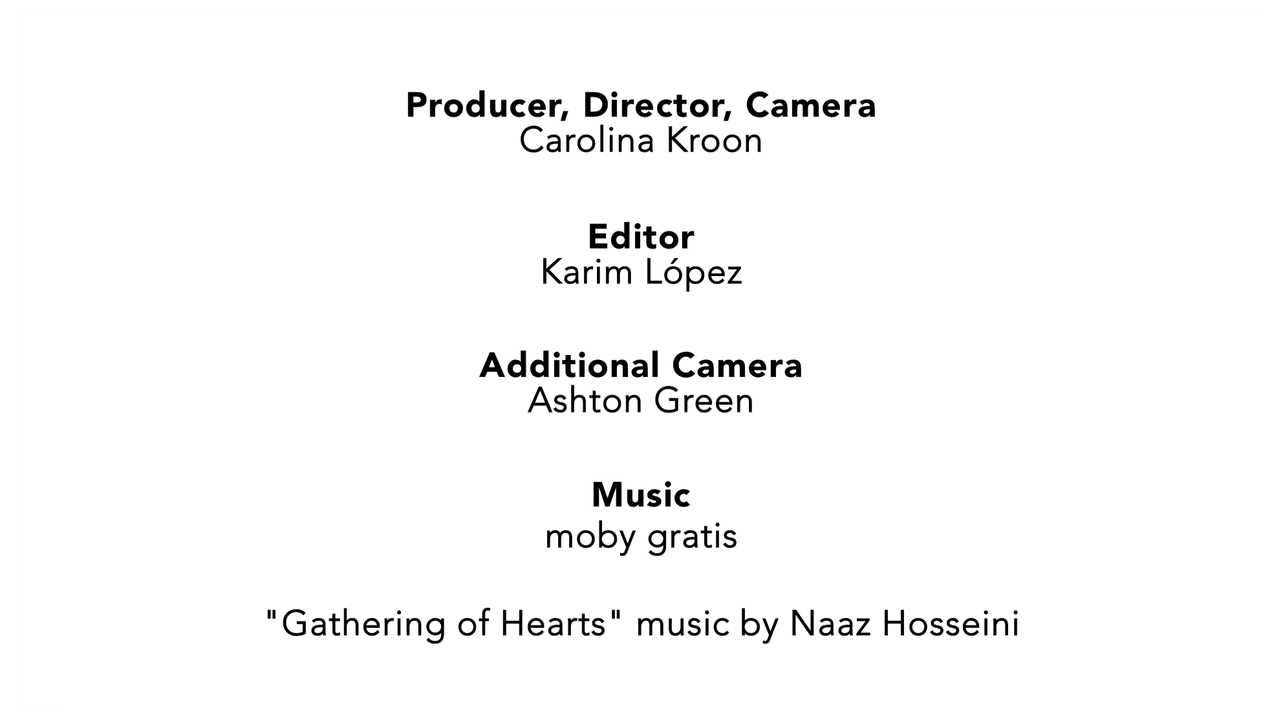 Producer, Director, Camera
Carolina Kroon
Editor
Karim López
Additional Camera
Ashton Green
Music
moby gratis
"Gathering of Hearts" music by Naaz Hosseini